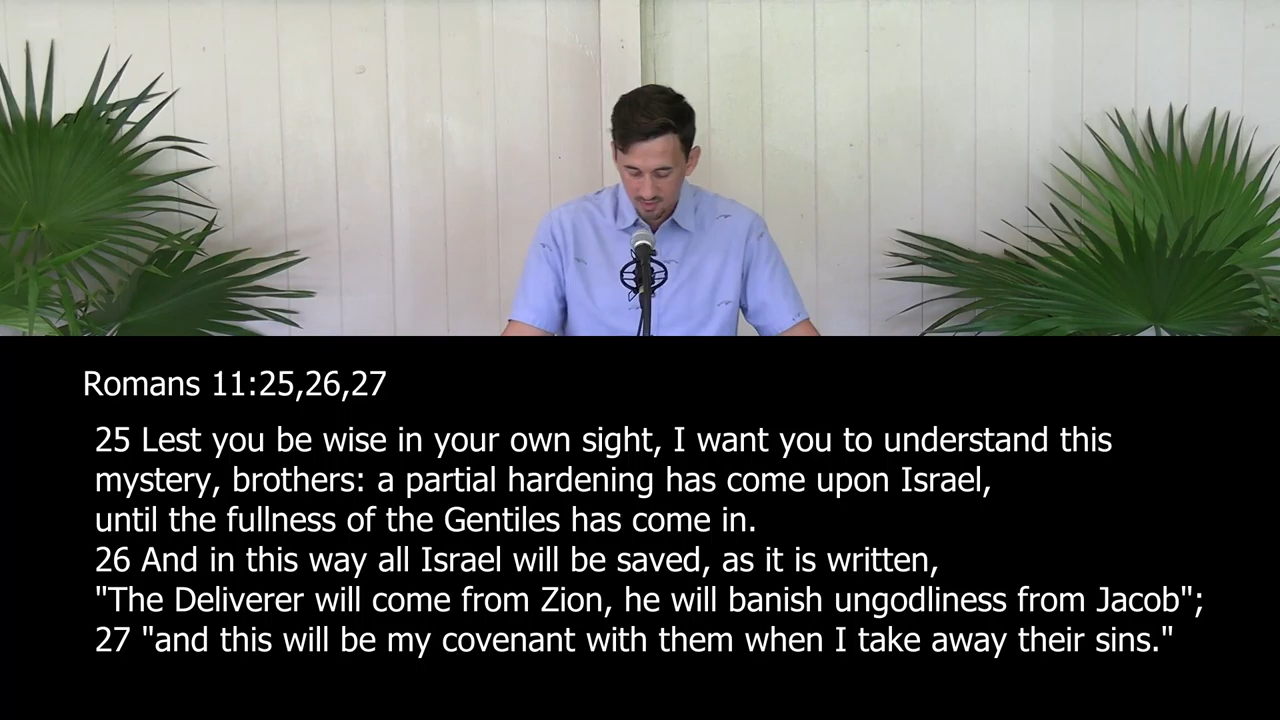 Romans 11:25,26,27
25 Lest you be wise in your own sight, I want you to understand this
mystery, brothers: a partial hardening has come upon Israel,
until the fullness of the Gentiles has come in.
26 And in this way all Israel will be saved, as it is written,
"The Deliverer will come from Zion, he will banish ungodliness from Jacob";
27 "and this will be my covenant with them when I take away their sins."